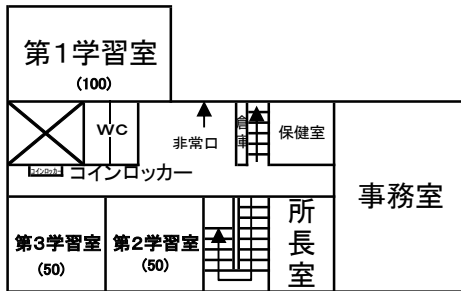 第1学習室
(100)
WC
非常口
倉庫
保健室
コインロッカー
コインロッカー
事務室
第3学習室
(50)
第2学習室
(50)
所長室